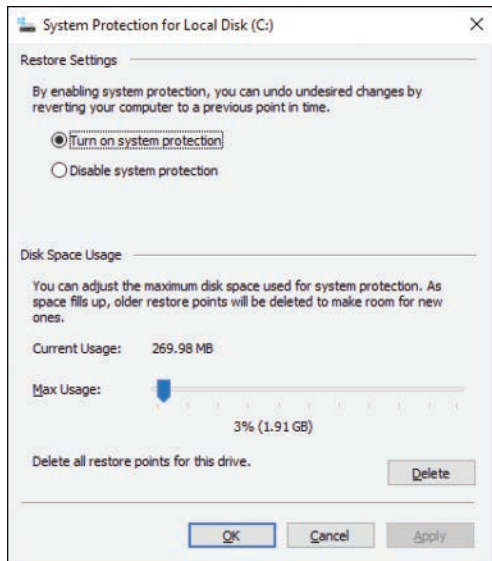 System Protection for Local Disk (C:)
Restore Settings
By enabling system protection, you can undo undesired changes by
reverting your computer to a previous point in time.
Turn on system protection
Disable system protection
Disk Space Usage
You can adjust the maximum disk space used for system protection. As
space fills up, older restore points will be deleted to make room for new
ones.
Current Usage: 269.98 MB
Max Usage:
3% (1.91 GB)
Delete all restore points for this drive.
Delete
OK Cancel Apply